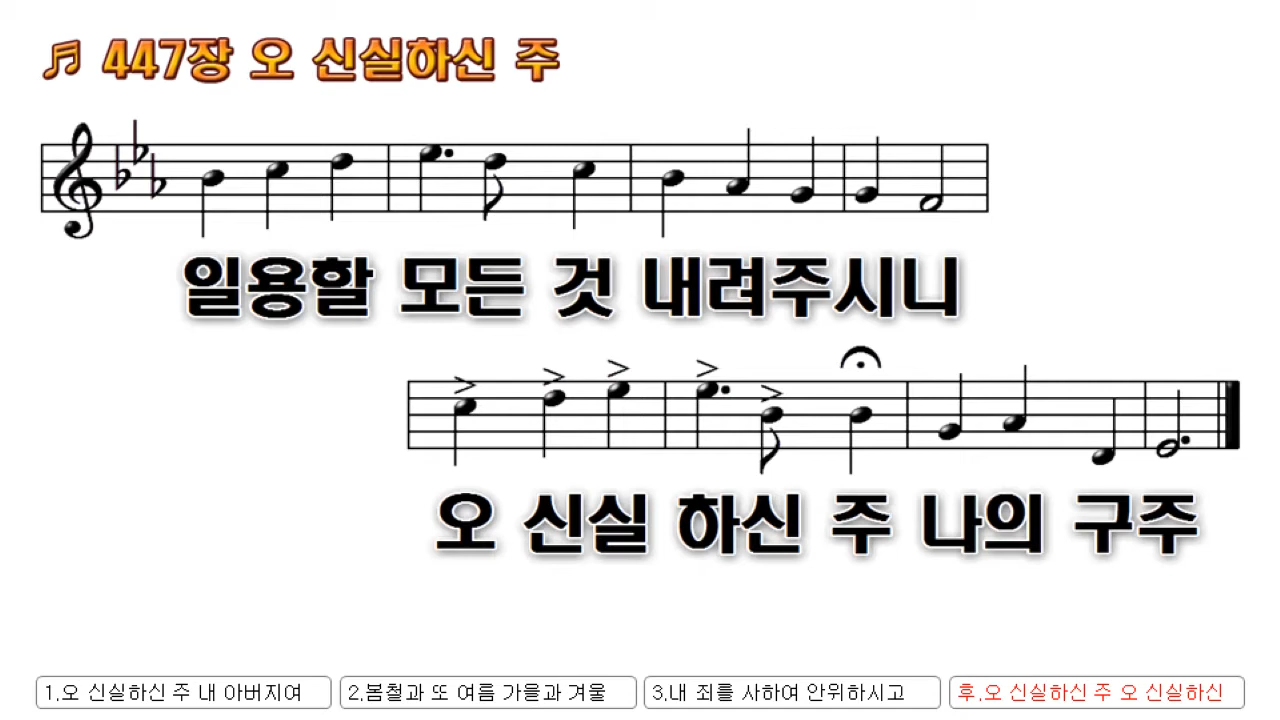 447장 오 신실하신 주
일용할 모든 것 내려주시니
오 신실 하신 주 나의 구주
1.오 신실하신 주 내 아버지여
2.봄철과 또 여름 가을과 겨울
3.내 죄를 사하여 안위하시고
후.오 신실하신 주 오 신실하신